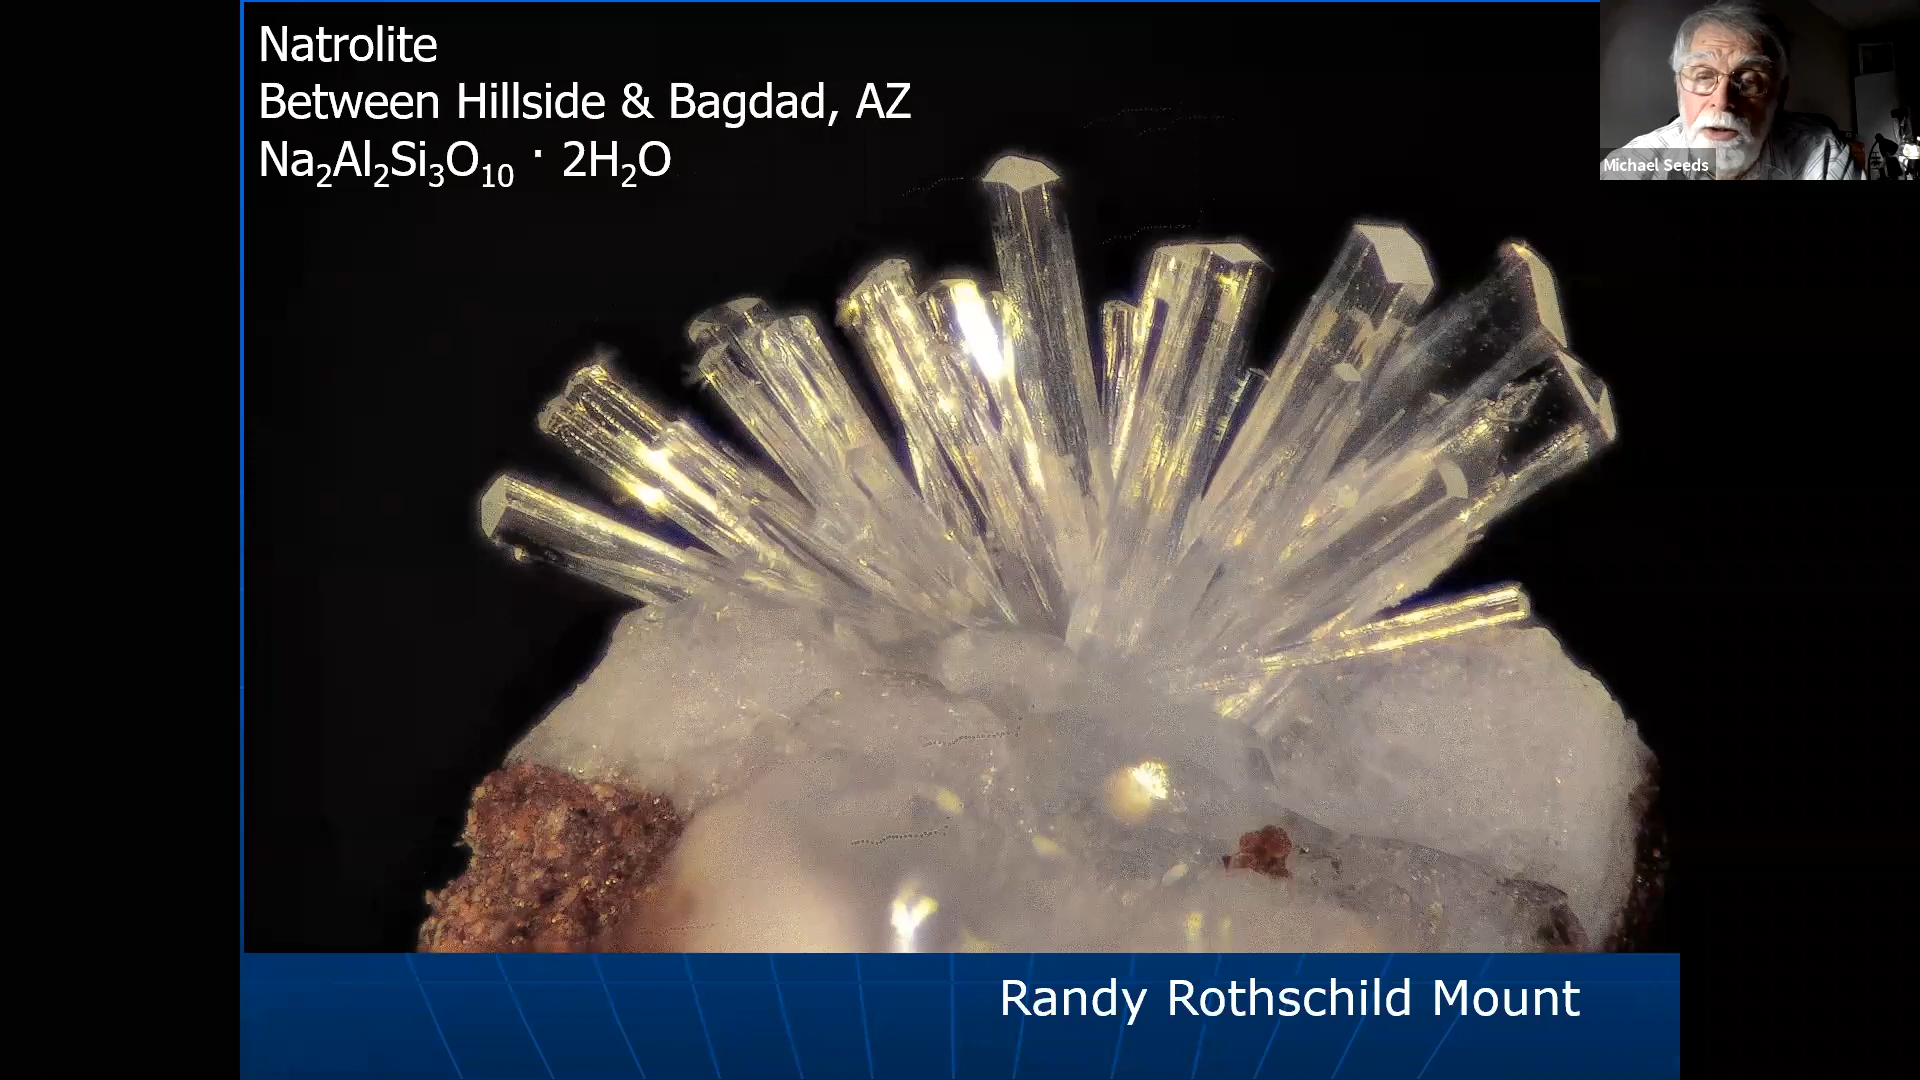 Natrolite
Between Hillside & Bagdad, AZ
Na₂Al₂Si₃O₁₀ · 2H₂O
Michael Seeds
Randy Rothschild Mount